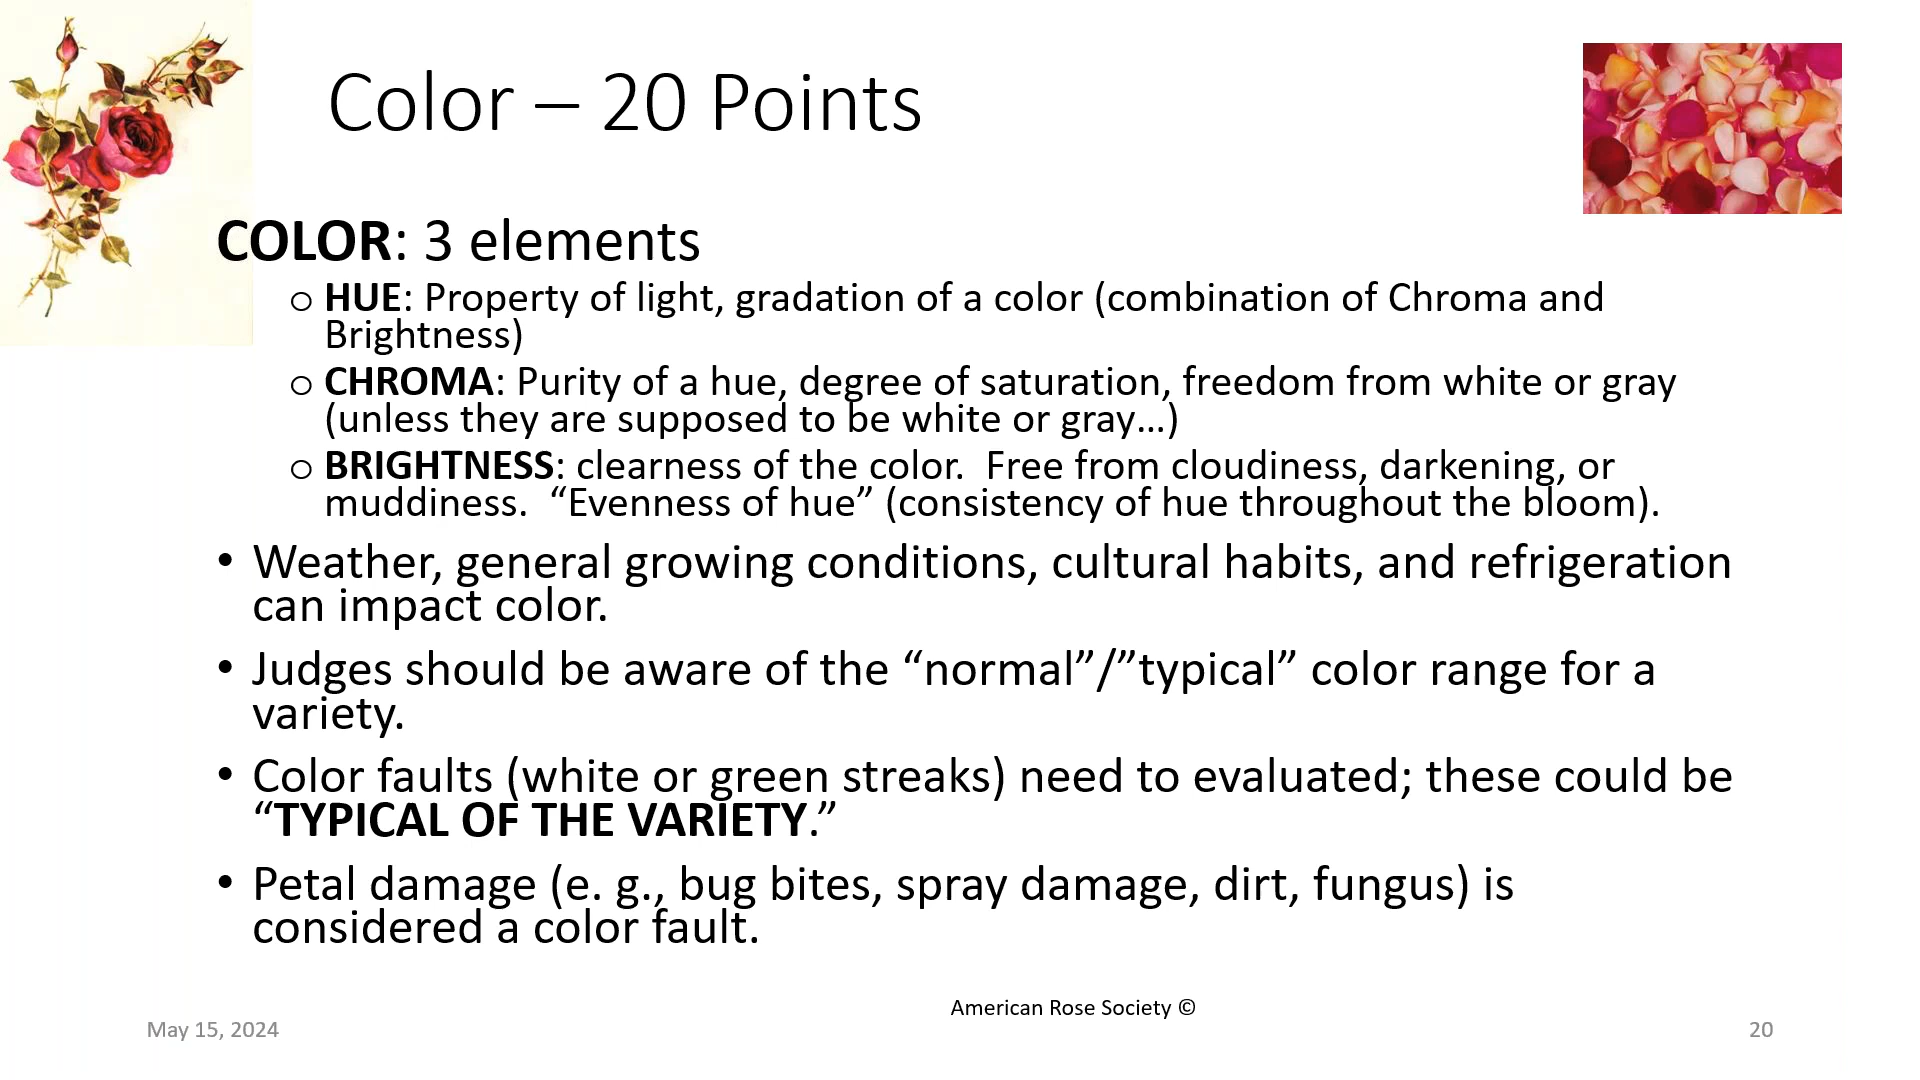 Color – 20 Points
COLOR: 3 elements
o HUE: Property of light, gradation of a color (combination of Chroma and
Brightness)
o CHROMA: Purity of a hue, degree of saturation, freedom from white or gray
(unless they are supposed to be white or gray…)
o BRIGHTNESS: clearness of the color.  Free from cloudiness, darkening, or
muddiness.  “Evenness of hue” (consistency of hue throughout the bloom).
• Weather, general growing conditions, cultural habits, and refrigeration
can impact color.
• Judges should be aware of the “normal”/”typical” color range for a
variety.
• Color faults (white or green streaks) need to evaluated; these could be
“TYPICAL OF THE VARIETY.”
• Petal damage (e. g., bug bites, spray damage, dirt, fungus) is
considered a color fault.
American Rose Society ©
May 15, 2024
20